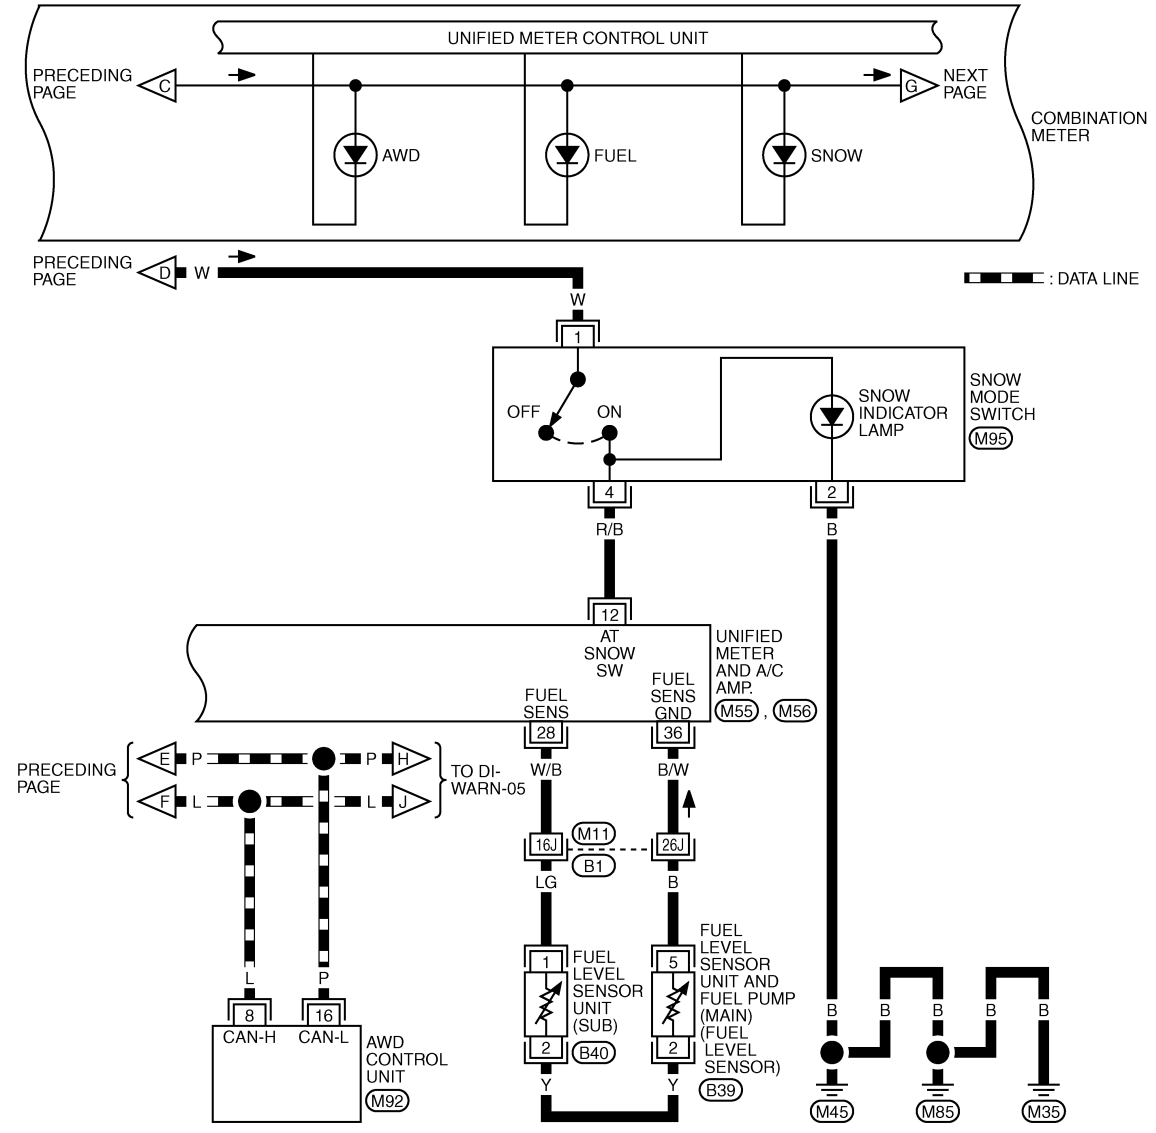 UNIFIED METER CONTROL UNIT
PRECEDING
PAGE
C
G
NEXT
PAGE
COMBINATION
METER
AWD
FUEL
SNOW
PRECEDING
PAGE
D
W
: DATA LINE
W
1
OFF
ON
SNOW
INDICATOR
LAMP
SNOW
MODE
SWITCH
M95
4
2
R/B
B
12
AT
SNOW
SW
UNIFIED
METER
AND A/C
AMP.
M55 , M56
FUEL
SENS
FUEL
SENS
GND
28
36
PRECEDING
PAGE
E
P
P
H
F
L
L
J
TO DI-
WARN-05
W/B
B/W
16J
M11
B1
26J
LG
B
1
FUEL
LEVEL
SENSOR
UNIT
(SUB)
2
B40
5
FUEL
LEVEL
SENSOR
UNIT AND
FUEL PUMP
(MAIN)
(FUEL
LEVEL
SENSOR)
2
B39
Y
Y
L
P
8
16
CAN-H
CAN-L
AWD
CONTROL
UNIT
M92
B
B
B
B
B
M45
M85
M35